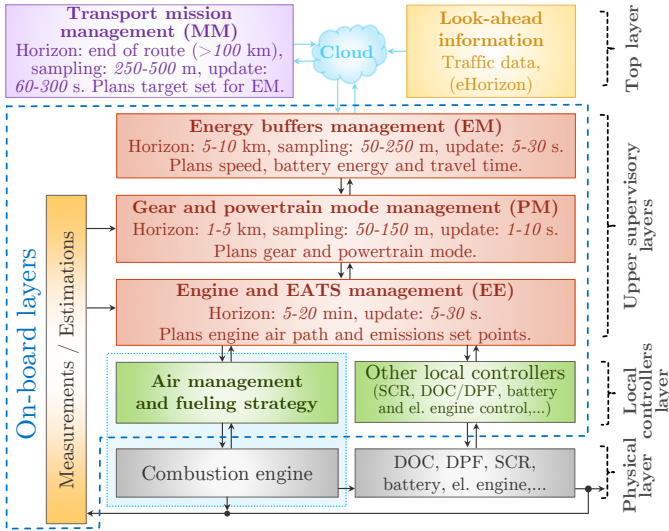 Transport mission
management (MM)
Horizon: end of route (>100 km),
sampling: 250-500 m, update:
60-300 s. Plans target set for EM.
Cloud
Look-ahead
information
Traffic data,
(eHorizon)
Top layer
Energy buffers management (EM)
Horizon: 5-10 km, sampling: 50-250 m, update: 5-30 s.
Plans speed, battery energy and travel time.
Gear and powertrain mode management (PM)
Horizon: 1-5 km, sampling: 50-150 m, update: 1-10 s.
Plans gear and powertrain mode.
Engine and EATS management (EE)
Horizon: 5-20 min, update: 5-30 s.
Plans engine air path and emissions set points.
Upper supervisory
layers
On-board layers
Measurements / Estimations
Air management
and fueling strategy
Other local controllers
(SCR, DOC/DPF, battery
and el. engine control,...)
Local controllers
layer
Combustion engine
DOC, DPF, SCR,
battery, el. engine,...
Physical
layer